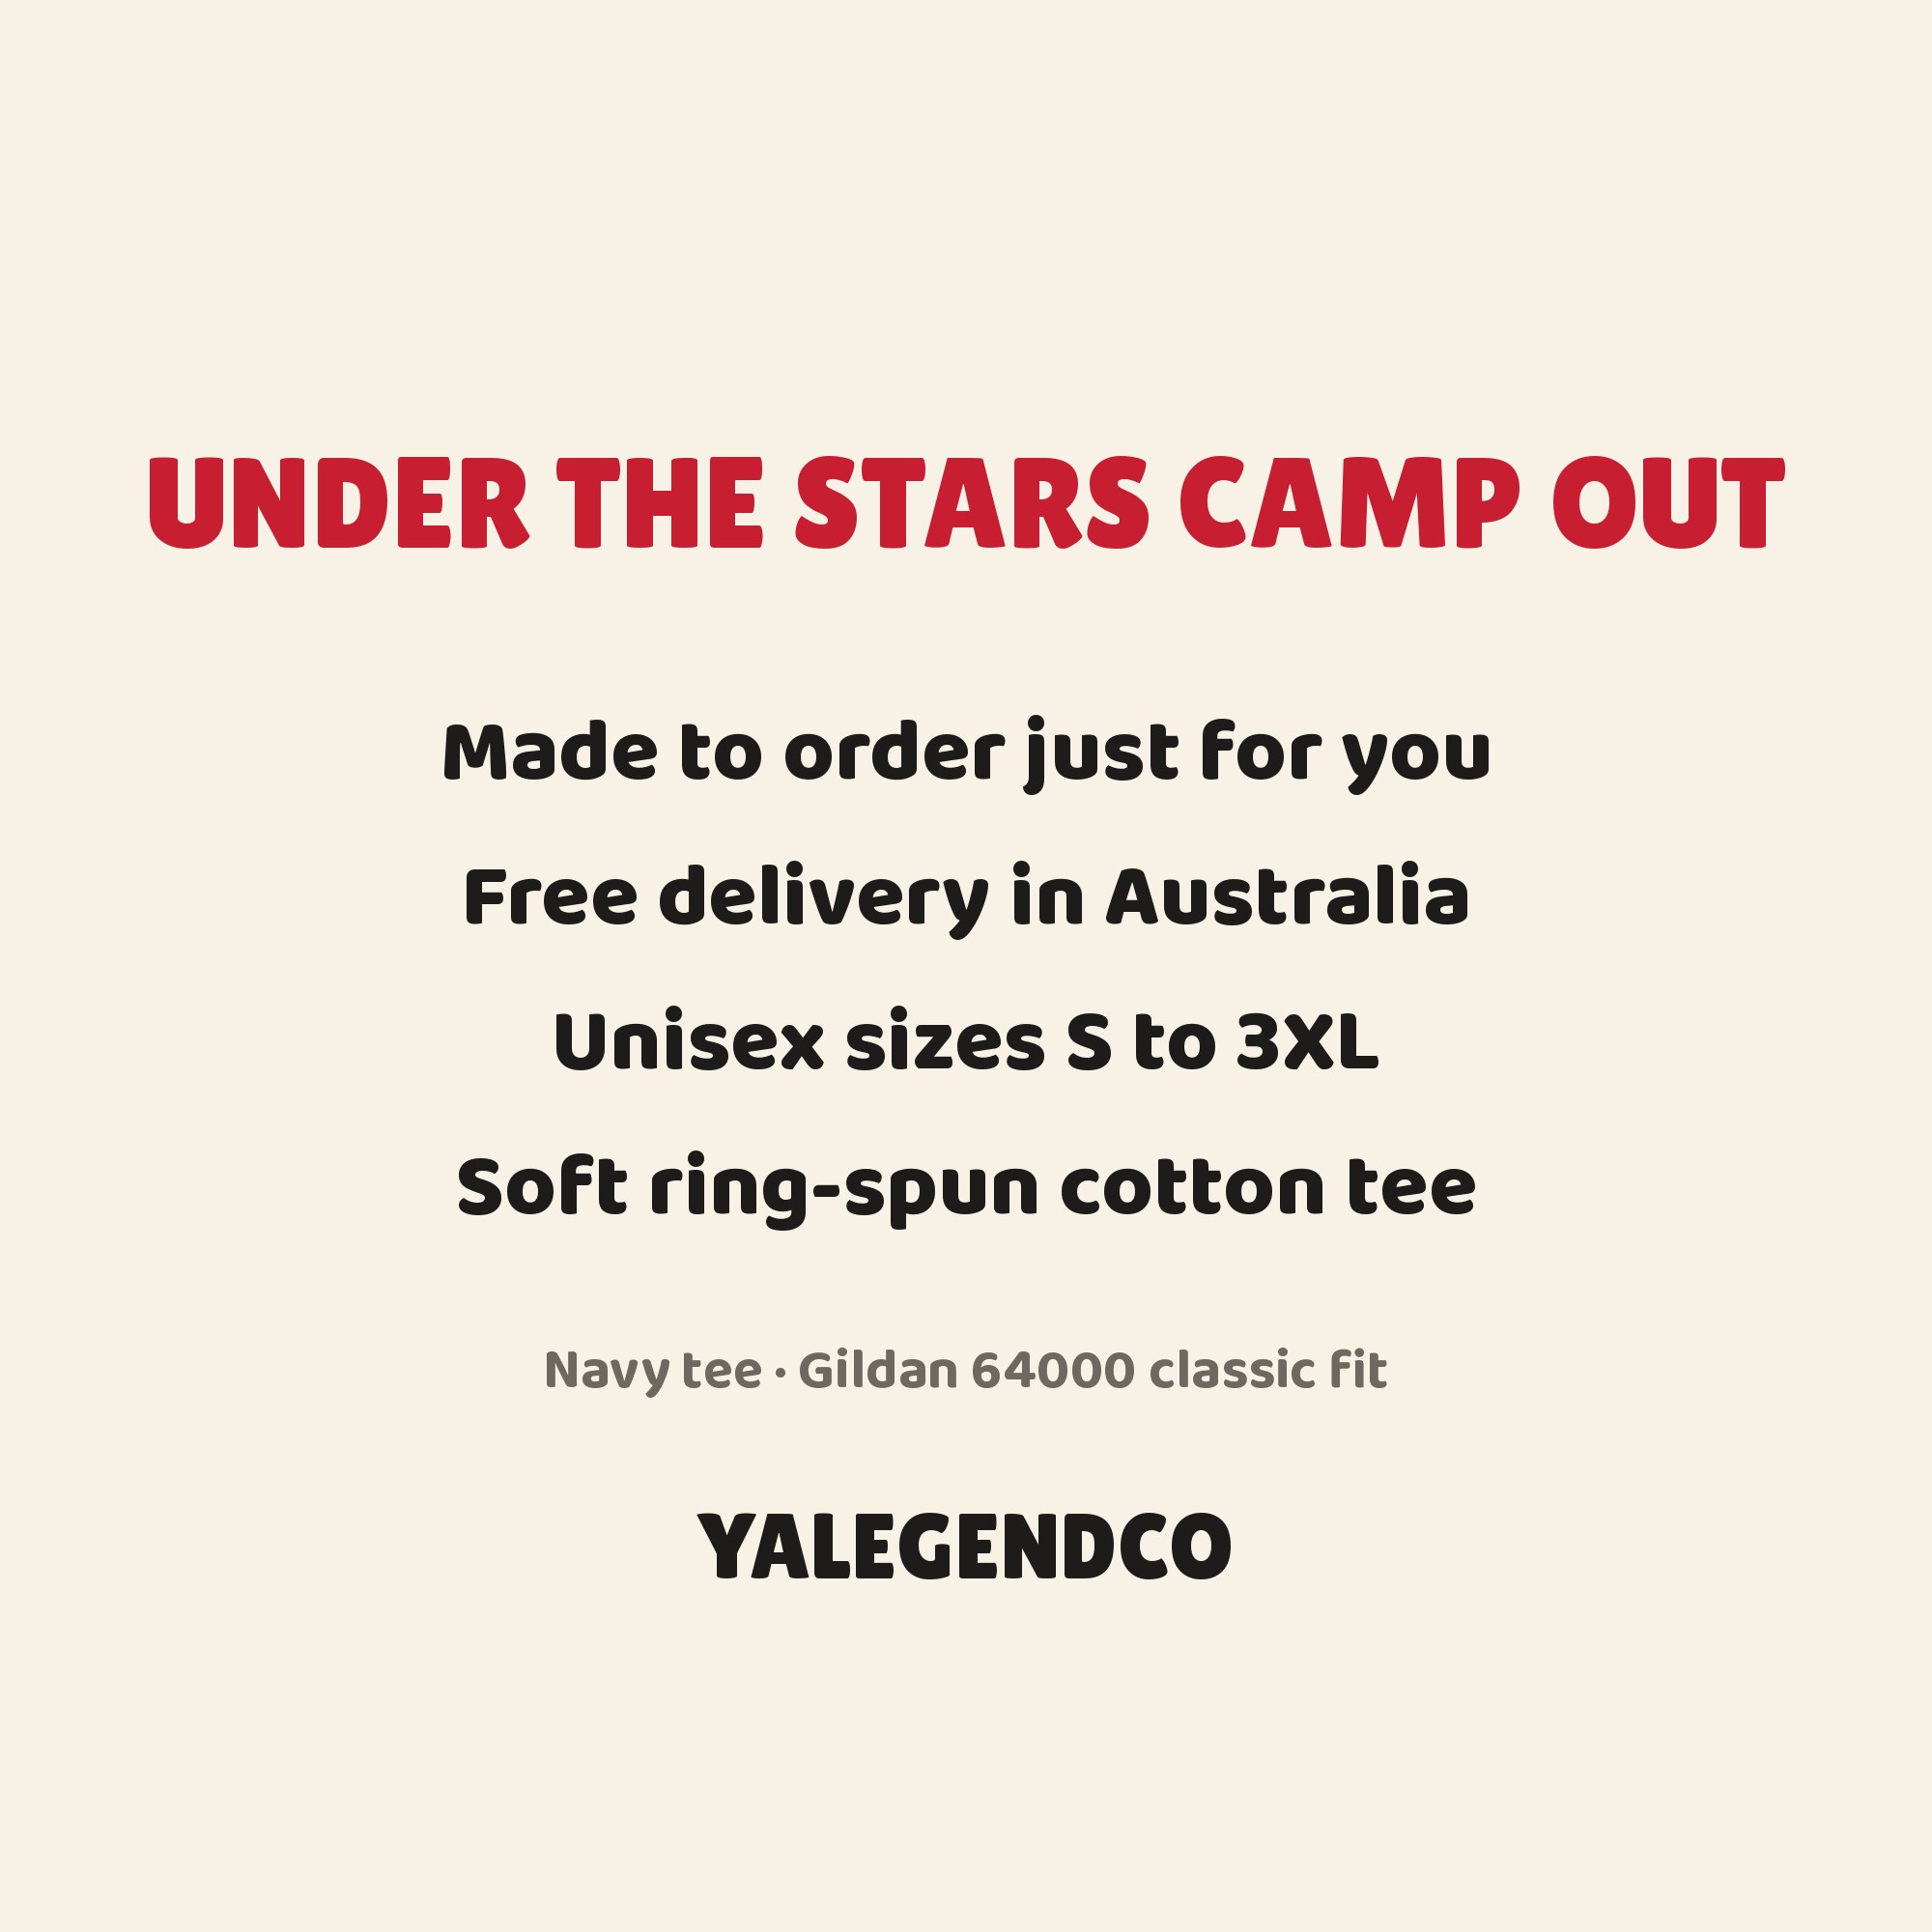 UNDER THE STARS CAMP OUT
Made to order just for you
Free delivery in Australia
Unisex sizes S to 3XL
Soft ring-spun cotton tee
Navy tee · Gildan 64000 classic fit
YALEGENDCO